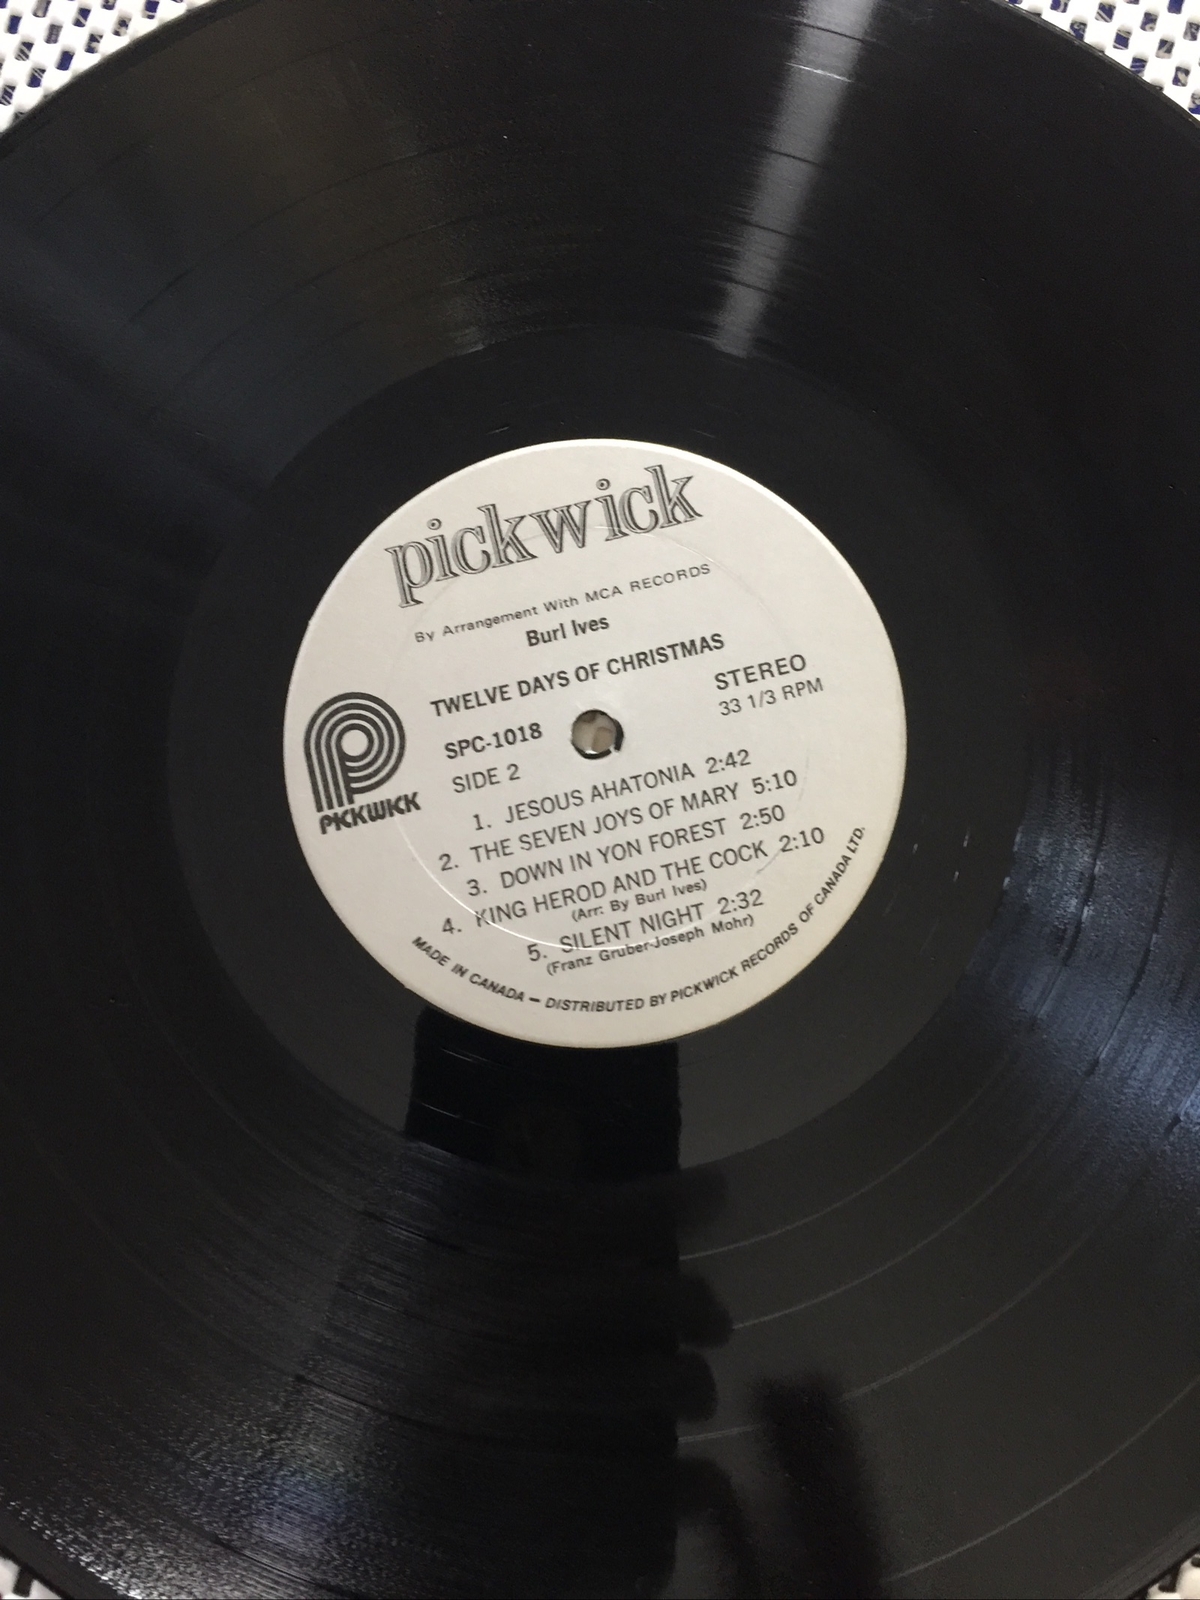 pickwick
By Arrangement With MCA RECORDS
Burl Ives
TWELVE DAYS OF CHRISTMAS
STEREO
33 1/3 RPM
SPC-1018
SIDE 2
PICKWICK
1. JESOUS AHATONIA 2:42
2. THE SEVEN JOYS OF MARY 5:10
3. DOWN IN YON FOREST 2:50
4. KING HEROD AND THE COCK 2:10
(Arr. By Burl Ives)
5. SILENT NIGHT 2:32
(Franz Gruber-Joseph Mohr)
MADE IN CANADA — DISTRIBUTED BY PICKWICK RECORDS OF CANADA LTD.